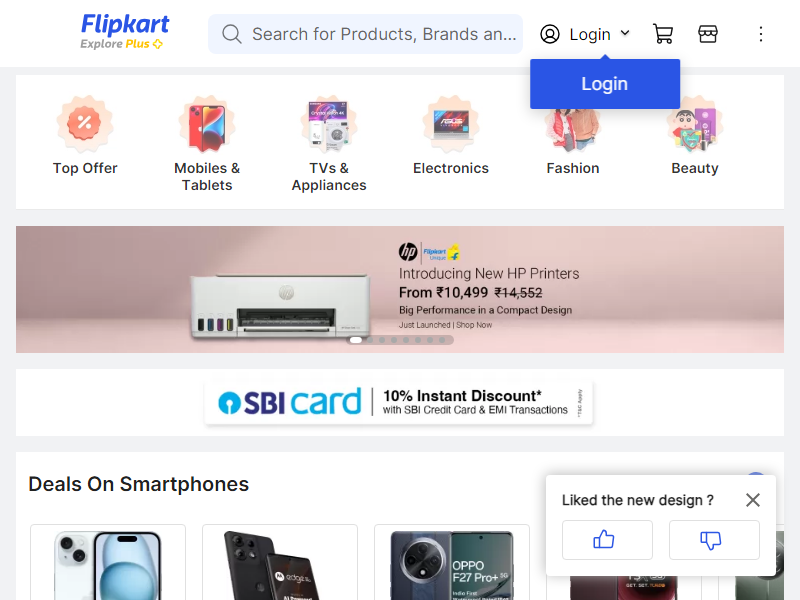 Flipkart
Explore Plus
Search for Products, Brands an...
Login
Login
Top Offer
Mobiles &
Tablets
TVs &
Appliances
Electronics
Fashion
Beauty
hp
Flipkart
Unique
Introducing New HP Printers
From ₹10,499 ₹14,552
Big Performance in a Compact Design
Just Launched | Shop Now
SBI card
10% Instant Discount*
with SBI Credit Card & EMI Transactions
*T&C Apply
Deals On Smartphones
Liked the new design ?
edge
OPPO
F27 Pro+ 5G